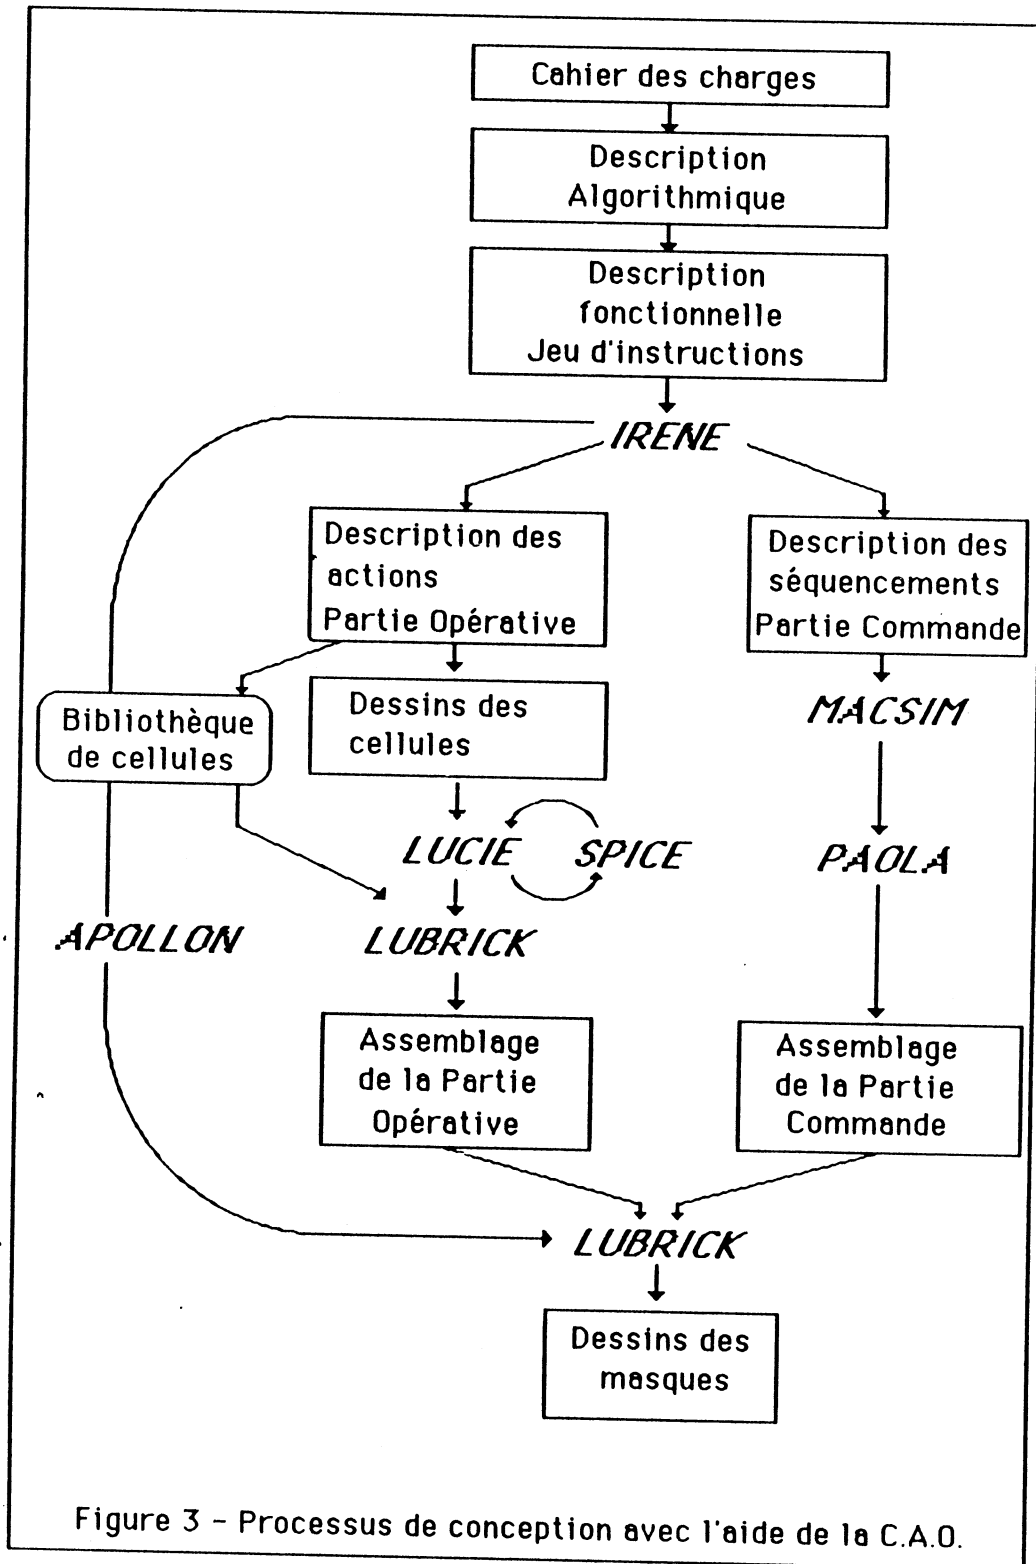 Cahier des charges
Description
Algorithmique
Description
fonctionnelle
Jeu d'instructions
IRENE
Description des
actions
Partie Opérative
Description des
séquencements
Partie Commande
Bibliothèque
de cellules
Dessins des
cellules
MACSIM
LUCIE
SPICE
PAOLA
APOLLON
LUBRICK
Assemblage
de la Partie
Opérative
Assemblage
de la Partie
Commande
LUBRICK
Dessins des
masques
Figure 3 - Processus de conception avec l'aide de la C.A.O.